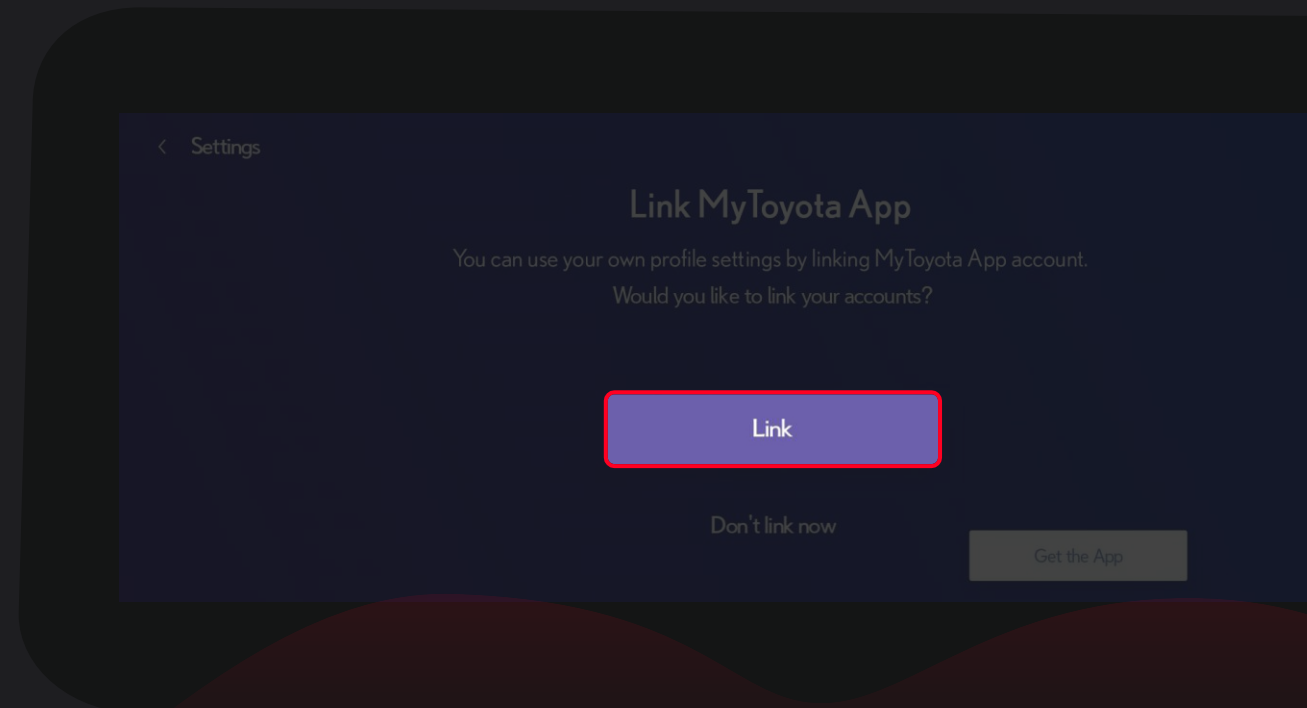 Settings
Link MyToyota App
You can use your own profile settings by linking MyToyota App account.
Would you like to link your accounts?
Link
Don't link now
Get the App